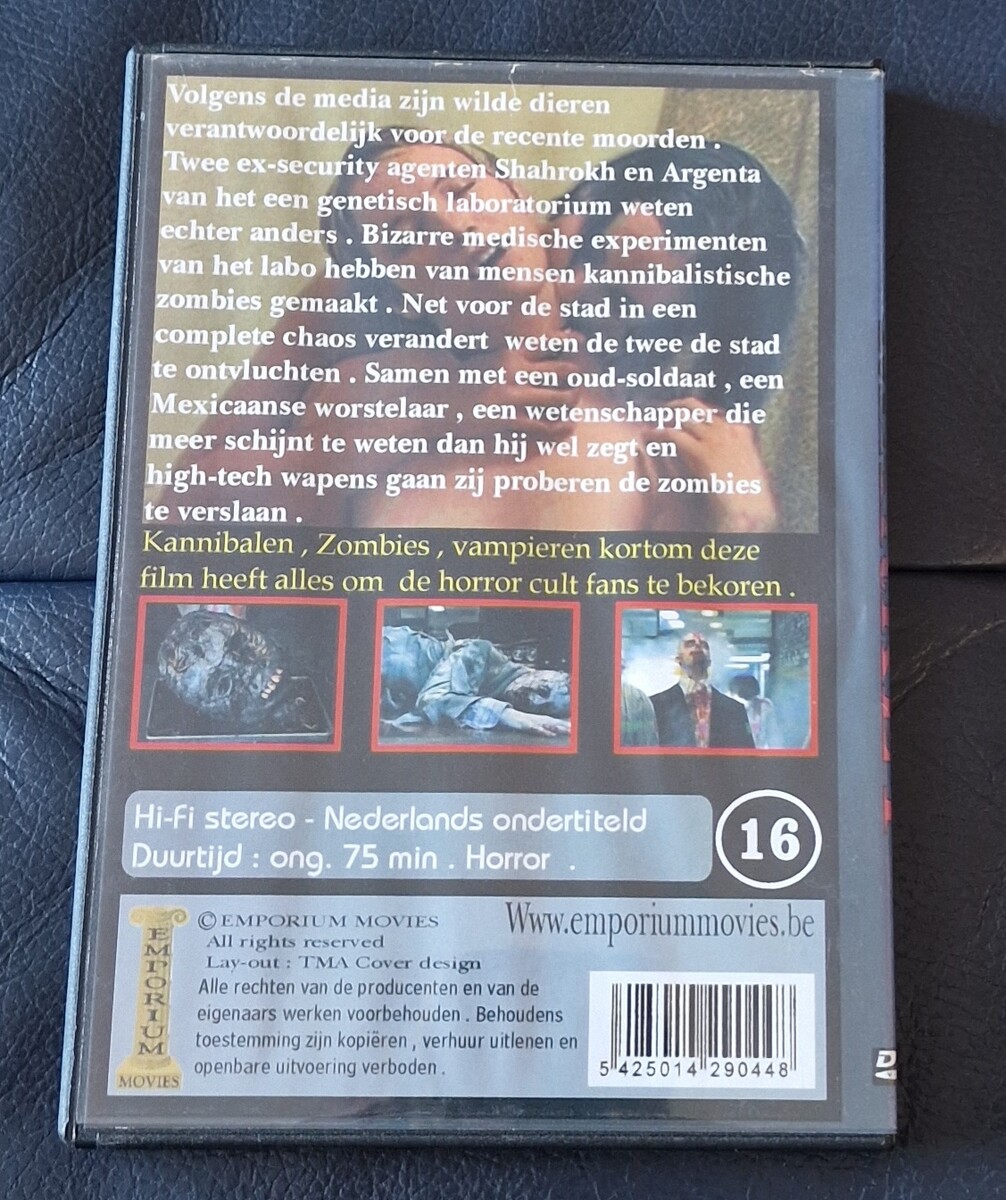 Volgens de media zijn wilde dieren
verantwoordelijk voor de recente moorden .
Twee ex-security agenten Shahrokh en Argenta
van het een genetisch laboratorium weten
echter anders . Bizarre medische experimenten
van het labo hebben van mensen kannibalistische
zombies gemaakt . Net voor de stad in een
complete chaos verandert weten de twee de stad
te ontvluchten . Samen met een oud-soldaat , een
Mexicaanse worstelaar , een wetenschapper die
meer schijnt te weten dan hij wel zegt en
high-tech wapens gaan zij proberen de zombies
te verslaan .
Kannibalen , Zombies , vampieren kortom deze
film heeft alles om de horror cult fans te bekoren .
Hi-Fi stereo - Nederlands ondertiteld
Duurtijd : ong. 75 min . Horror .
16
EMPORIUM
MOVIES
© EMPORIUM MOVIES
All rights reserved
Lay-out : TMA Cover design
Www.emporiummovies.be
Alle rechten van de producenten en van de
eigenaars werken voorbehouden . Behoudens
toestemming zijn kopiëren , verhuur uitlenen en
openbare uitvoering verboden .
5 425014 290448